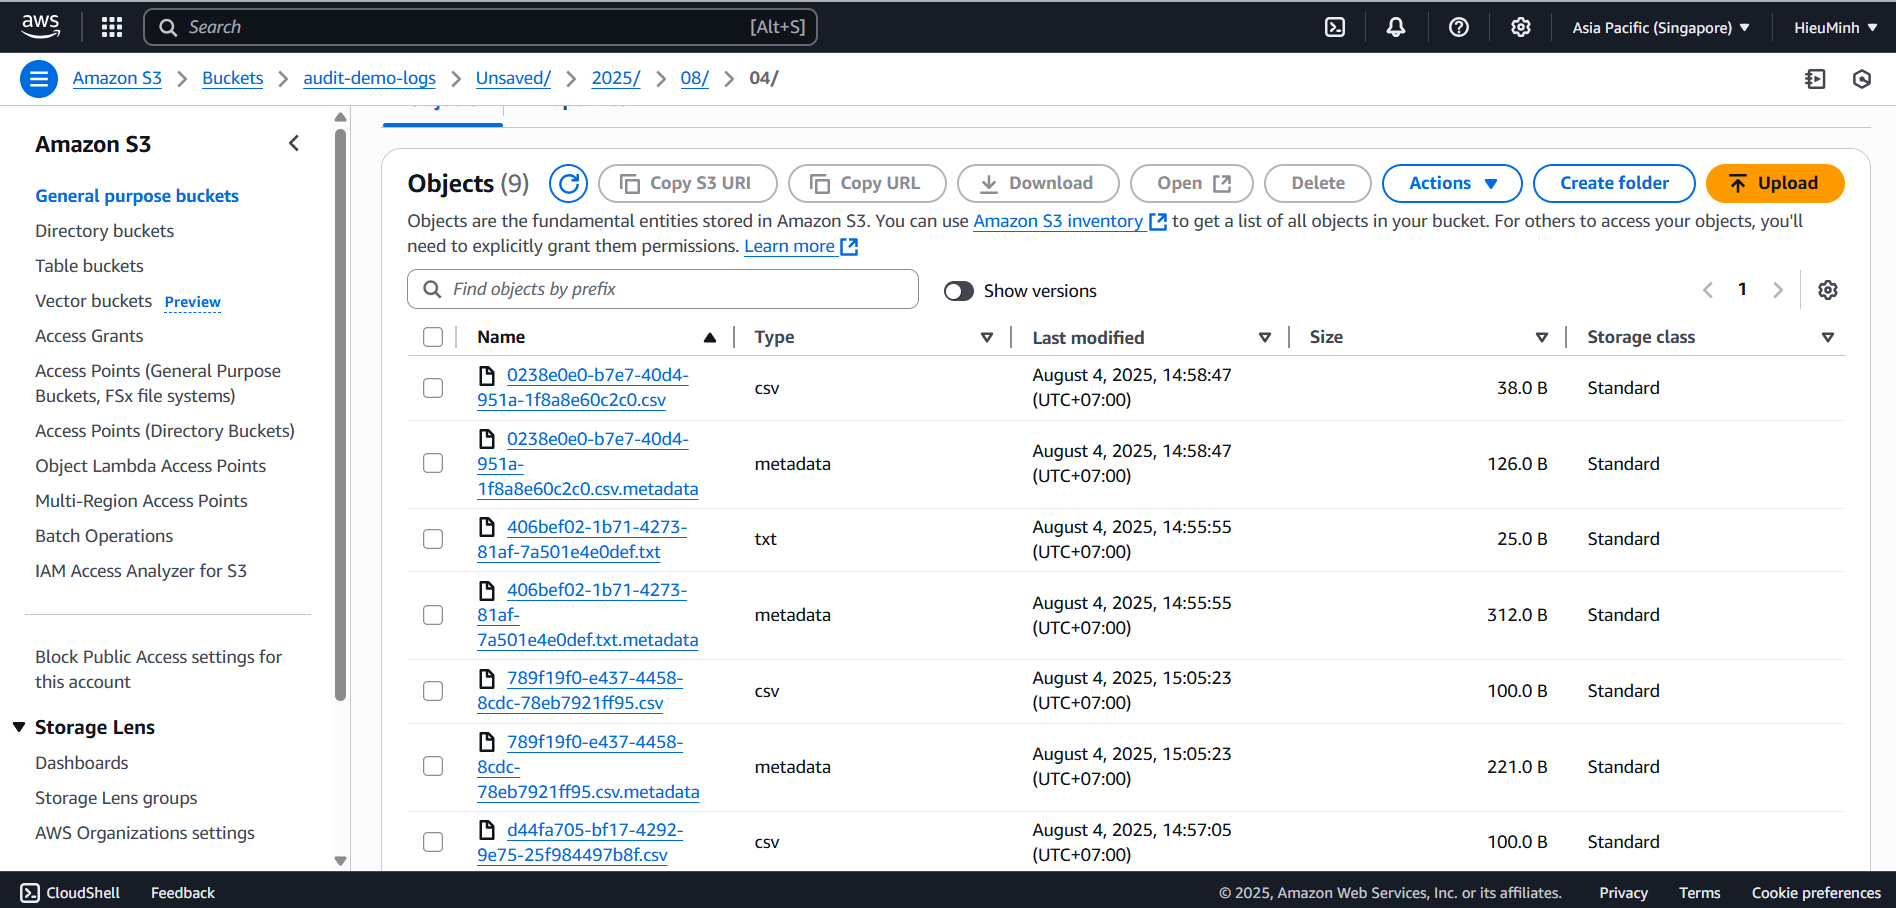 aws
Search
[Alt+S]
Asia Pacific (Singapore)
HieuMinh
Amazon S3
Buckets
audit-demo-logs
Unsaved/
2025/
08/
04/
Amazon S3
General purpose buckets
Directory buckets
Table buckets
Vector buckets Preview
Access Grants
Access Points (General Purpose
Buckets, FSx file systems)
Access Points (Directory Buckets)
Object Lambda Access Points
Multi-Region Access Points
Batch Operations
IAM Access Analyzer for S3
Block Public Access settings for
this account
Storage Lens
Dashboards
Storage Lens groups
AWS Organizations settings
Objects (9)
Copy S3 URI
Copy URL
Download
Open
Delete
Actions
Create folder
Upload
Objects are the fundamental entities stored in Amazon S3. You can use Amazon S3 inventory to get a list of all objects in your bucket. For others to access your objects, you'll
need to explicitly grant them permissions. Learn more
Find objects by prefix
Show versions
1
Name
Type
Last modified
Size
Storage class
0238e0e0-b7e7-40d4-
951a-1f8a8e60c2c0.csv
csv
August 4, 2025, 14:58:47
(UTC+07:00)
38.0 B
Standard
0238e0e0-b7e7-40d4-
951a-
1f8a8e60c2c0.csv.metadata
metadata
August 4, 2025, 14:58:47
(UTC+07:00)
126.0 B
Standard
406bef02-1b71-4273-
81af-7a501e4e0def.txt
txt
August 4, 2025, 14:55:55
(UTC+07:00)
25.0 B
Standard
406bef02-1b71-4273-
81af-
7a501e4e0def.txt.metadata
metadata
August 4, 2025, 14:55:55
(UTC+07:00)
312.0 B
Standard
789f19f0-e437-4458-
8cdc-78eb7921ff95.csv
csv
August 4, 2025, 15:05:23
(UTC+07:00)
100.0 B
Standard
789f19f0-e437-4458-
8cdc-
78eb7921ff95.csv.metadata
metadata
August 4, 2025, 15:05:23
(UTC+07:00)
221.0 B
Standard
d44fa705-bf17-4292-
9e75-25f984497b8f.csv
csv
August 4, 2025, 14:57:05
(UTC+07:00)
100.0 B
Standard
CloudShell
Feedback
© 2025, Amazon Web Services, Inc. or its affiliates.
Privacy
Terms
Cookie preferences